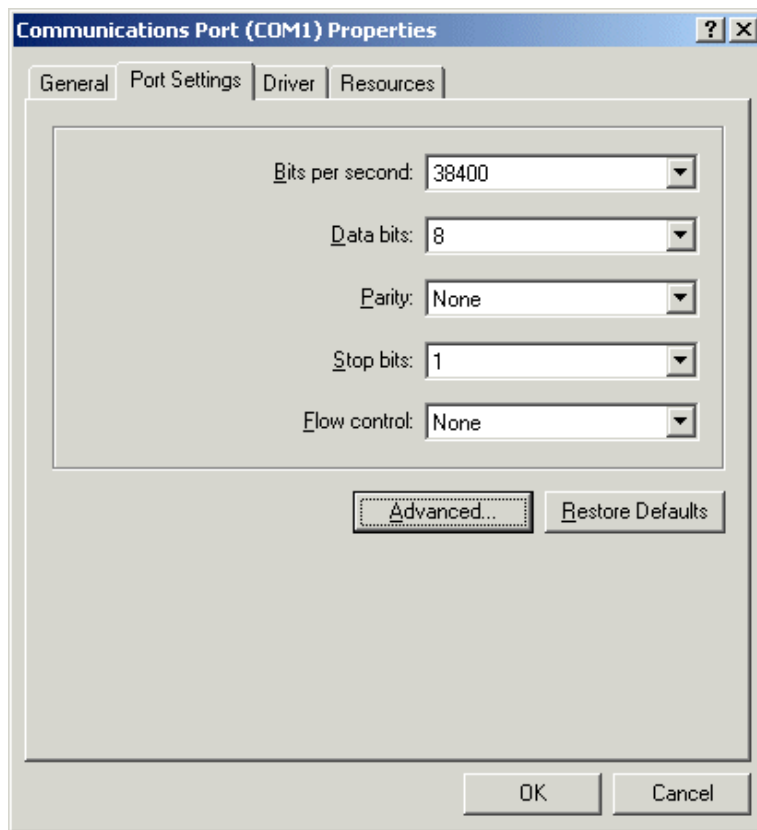 Communications Port (COM1) Properties
General Port Settings Driver Resources
Bits per second: 38400
Data bits: 8
Parity: None
Stop bits: 1
Flow control: None
Advanced... Restore Defaults
OK Cancel